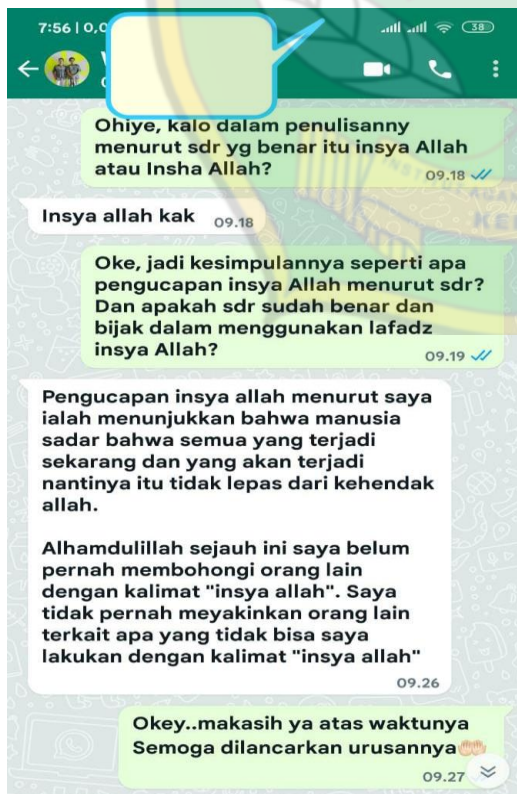 7:56 | 0,0
38
Ohiye, kalo dalam penulisanny
menurut sdr yg benar itu insya Allah
atau Insha Allah?
09.18
Insya allah kak
09.18
Oke, jadi kesimpulannya seperti apa
pengucapan insya Allah menurut sdr?
Dan apakah sdr sudah benar dan
bijak dalam menggunakan lafadz
insya Allah?
09.19
Pengucapan insya allah menurut saya
ialah menunjukkan bahwa manusia
sadar bahwa semua yang terjadi
sekarang dan yang akan terjadi
nantinya itu tidak lepas dari kehendak
allah.
Alhamdulillah sejauh ini saya belum
pernah membohongi orang lain
dengan kalimat "insya allah". Saya
tidak pernah meyakinkan orang lain
terkait apa yang tidak bisa saya
lakukan dengan kalimat "insya allah"
09.26
Okey..makasih ya atas waktunya
Semoga dilancarkan urusannya🤲🏻
09.27